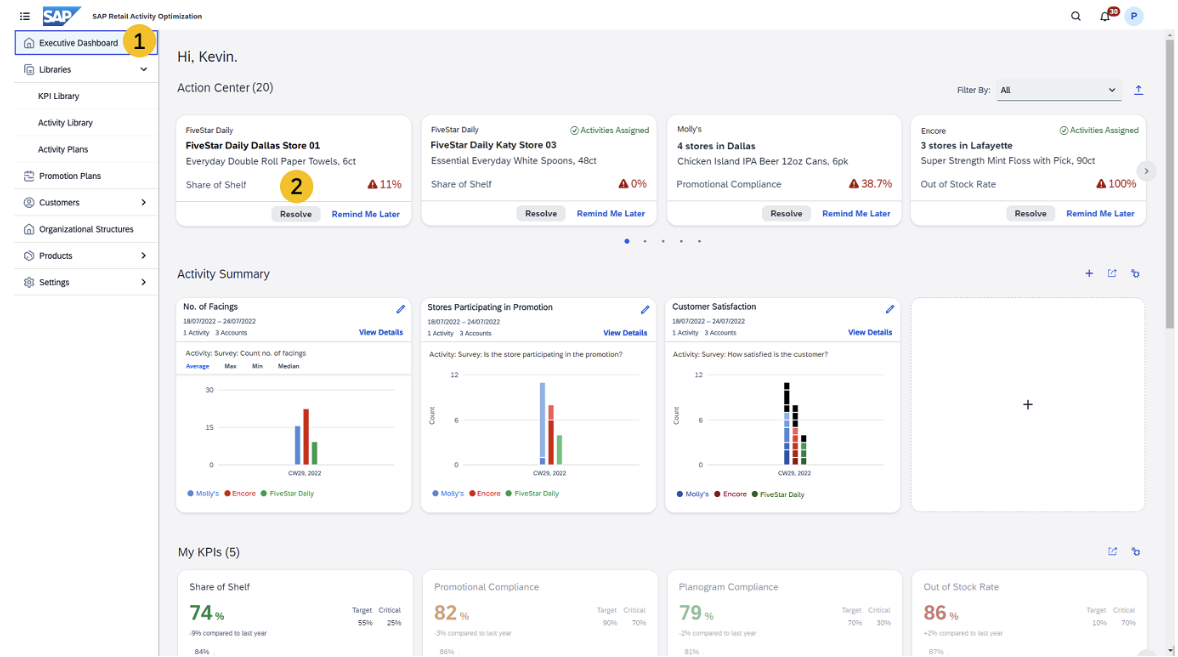 SAP SAP Retail Activity Optimization 30 P
Executive Dashboard 1
Libraries
KPI Library
Activity Library
Activity Plans
Promotion Plans
Customers
Organizational Structures
Products
Settings
Hi, Kevin.
Action Center (20) Filter By: All
FiveStar Daily
FiveStar Daily Dallas Store 01
Everyday Double Roll Paper Towels, 6ct
Share of Shelf 2 11%
Resolve Remind Me Later
FiveStar Daily Activities Assigned
FiveStar Daily Katy Store 03
Essential Everyday White Spoons, 48ct
Share of Shelf 0%
Resolve Remind Me Later
Molly's
4 stores in Dallas
Chicken Island IPA Beer 12oz Cans, 6pk
Promotional Compliance 38.7%
Resolve Remind Me Later
Encore Activities Assigned
3 stores in Lafayette
Super Strength Mint Floss with Pick, 90ct
Out of Stock Rate 100%
Resolve Remind Me Later
Activity Summary
No. of Facings
18/07/2022 – 24/07/2022
1 Activity 3 Accounts View Details
Activity: Survey: Count no. of facings
Average Max Min Median
30
15
0
CW29, 2022
Molly's Encore FiveStar Daily
Stores Participating in Promotion
18/07/2022 – 24/07/2022
1 Activity 3 Accounts View Details
Activity: Survey: Is the store participating in the promotion?
12
Count
6
0
CW29, 2022
Molly's Encore FiveStar Daily
Customer Satisfaction
18/07/2022 – 24/07/2022
1 Activity 3 Accounts View Details
Activity: Survey: How satisfied is the customer?
12
Count
6
0
CW29, 2022
Molly's Encore FiveStar Daily
My KPIs (5)
Share of Shelf
74 % Target Critical
55% 25%
-9% compared to last year
84%
Promotional Compliance
82 % Target Critical
90% 70%
-3% compared to last year
86%
Planogram Compliance
79 % Target Critical
70% 30%
-2% compared to last year
81%
Out of Stock Rate
86 % Target Critical
10% 70%
+2% compared to last year
87%